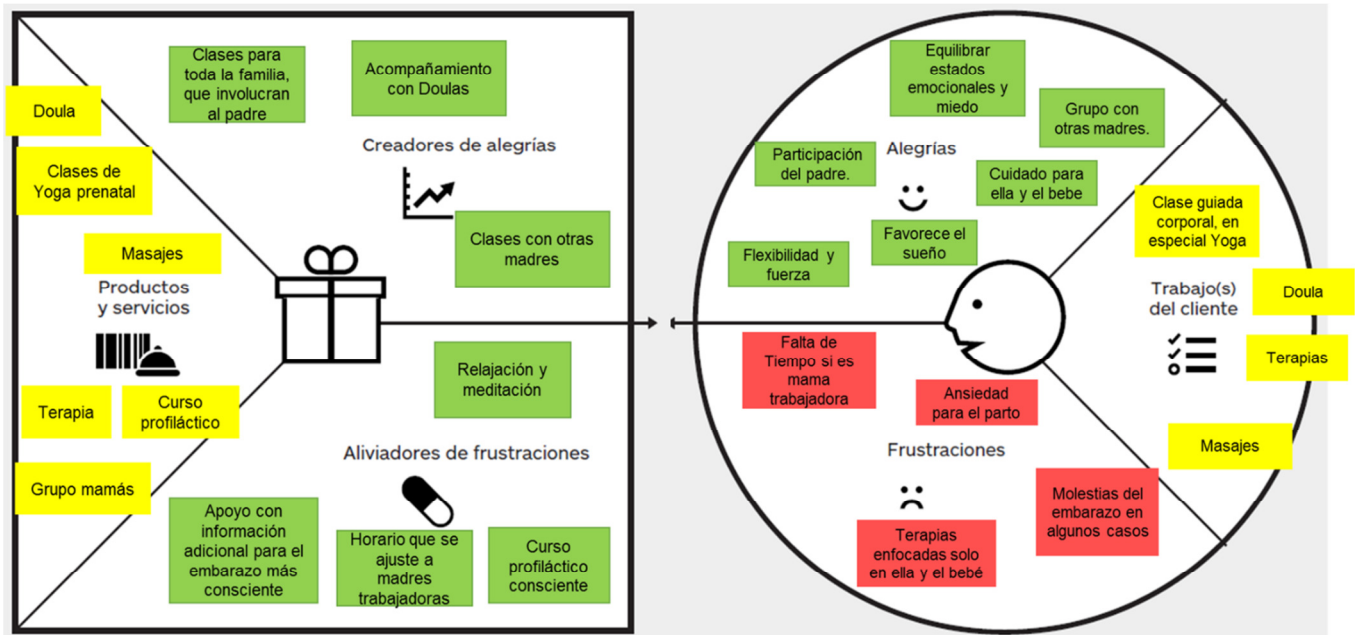 Clases para
toda la familia,
que involucran
al padre
Acompañamiento
con Doulas
Doula
Clases de
Yoga prenatal
Creadores de alegrías
Clases con otras
madres
Masajes
Productos
y servicios
Terapia
Curso
profiláctico
Grupo mamás
Relajación y
meditación
Aliviadores de frustraciones
Apoyo con
información
adicional para el
embarazo más
consciente
Horario que se
ajuste a
madres
trabajadoras
Curso
profiláctico
consciente
Equilibrar
estados
emocionales y
miedo
Grupo con
otras madres.
Alegrías
Participación
del padre.
Cuidado para
ella y el bebe
Favorece el
sueño
Flexibilidad y
fuerza
Clase guiada
corporal, en
especial Yoga
Trabajo(s)
del cliente
Doula
Terapias
Masajes
Falta de
Tiempo si es
mama
trabajadora
Ansiedad
para el parto
Frustraciones
Molestias del
embarazo en
algunos casos
Terapias
enfocadas solo
en ella y el bebé